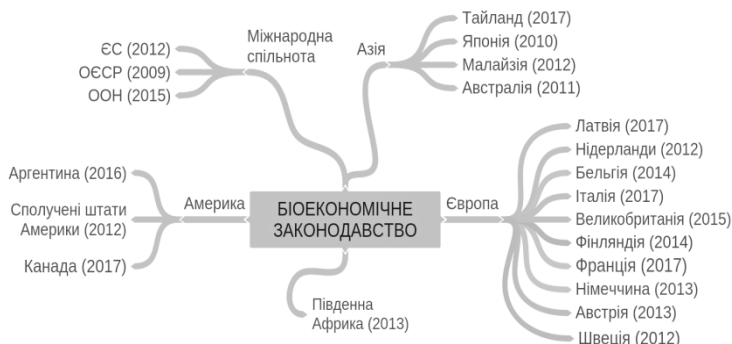 Міжнародна
спільнота
ЄС (2012)
ОЄСР (2009)
ООН (2015)
Азія
Тайланд (2017)
Японія (2010)
Малайзія (2012)
Австралія (2011)
Америка
Аргентина (2016)
Сполучені штати
Америки (2012)
Канада (2017)
БІОЕКОНОМІЧНЕ
ЗАКОНОДАВСТВО
Європа
Латвія (2017)
Нідерланди (2012)
Бельгія (2014)
Італія (2017)
Великобританія (2015)
Фінляндія (2014)
Франція (2017)
Німеччина (2013)
Австрія (2013)
Швеція (2012)
Південна
Африка (2013)